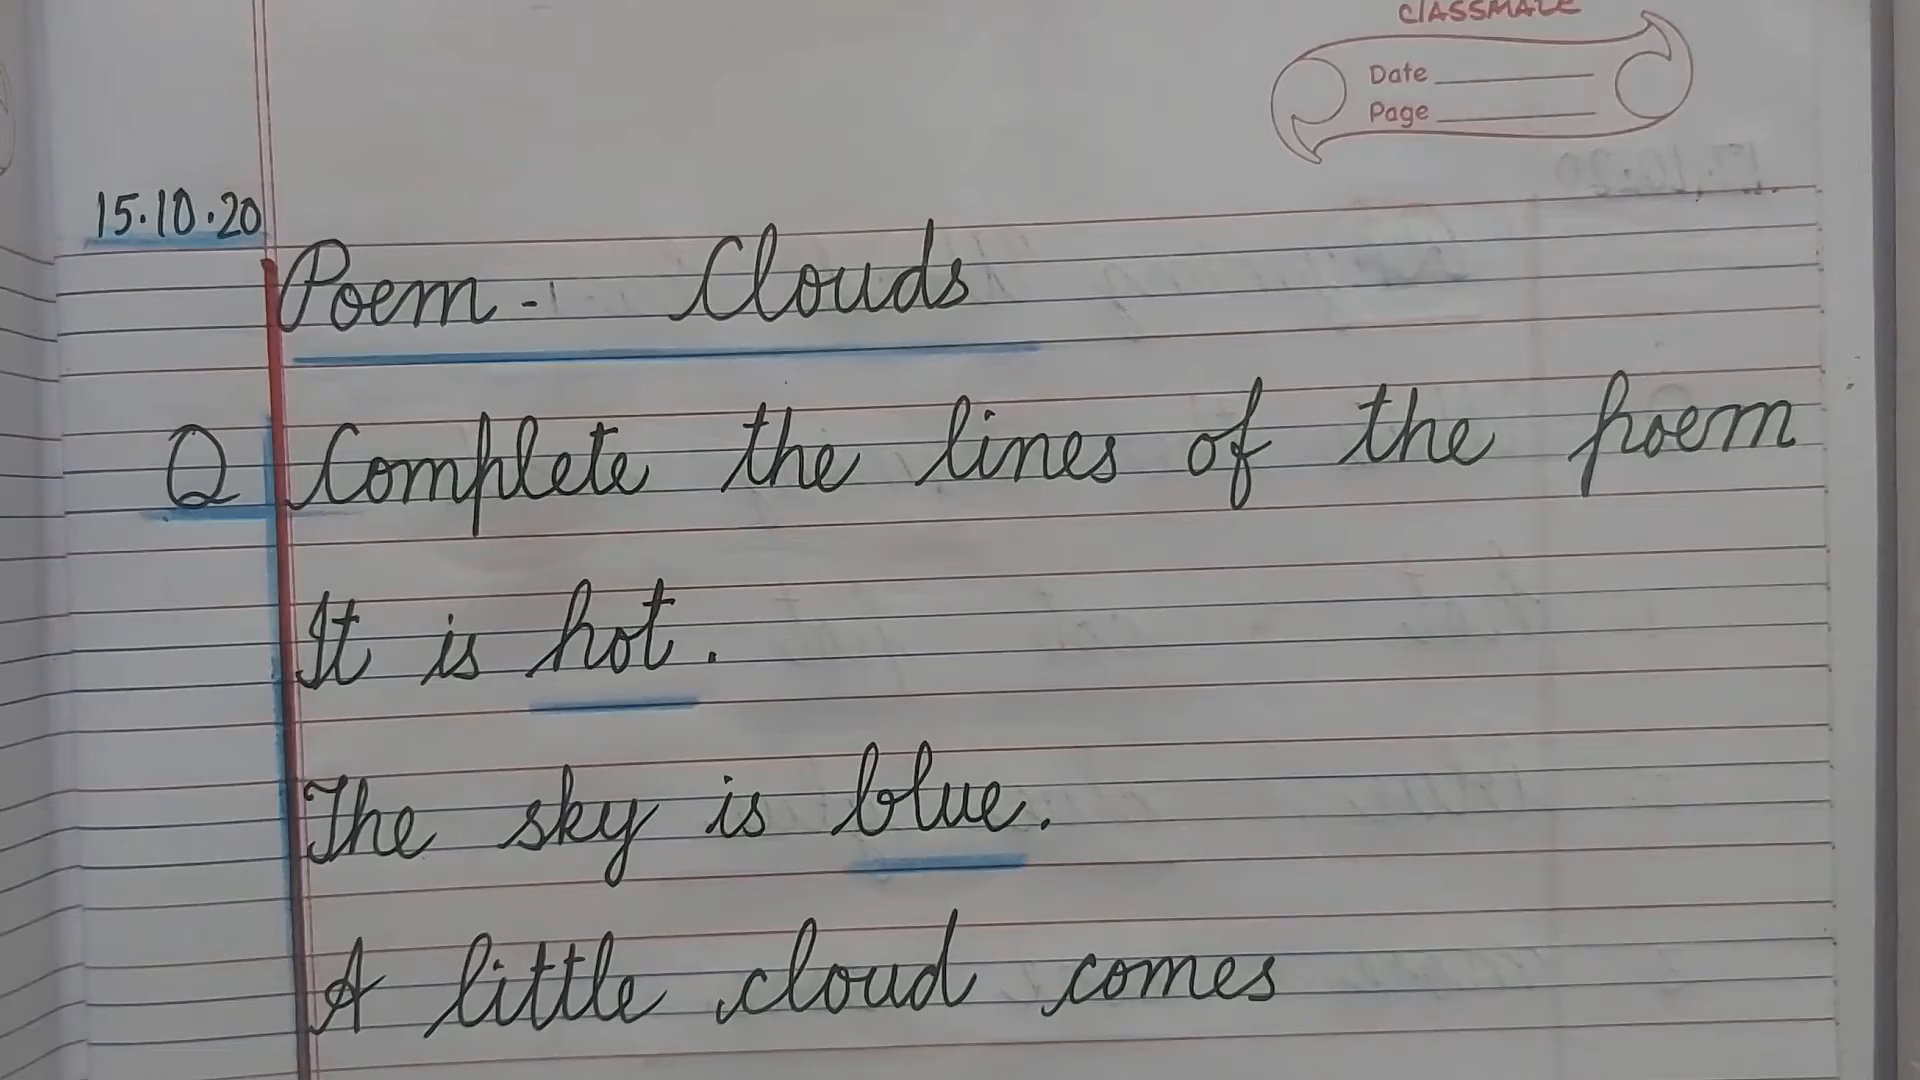 CLASSMATE
Date
Page
15.10.20
Poem - Clouds
Q Complete the lines of the poem
It is hot.
The sky is blue.
A little cloud comes